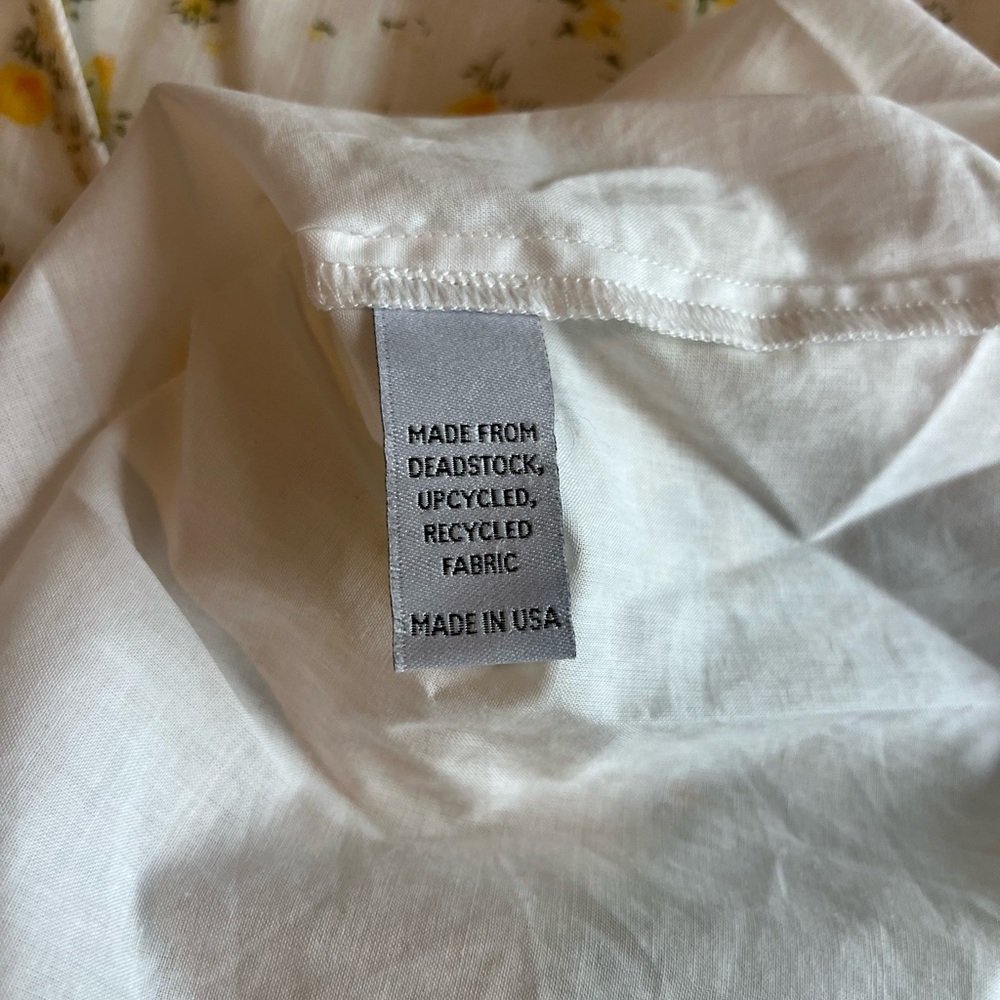 MADE FROM
DEADSTOCK,
UPCYCLED,
RECYCLED
FABRIC
MADE IN USA